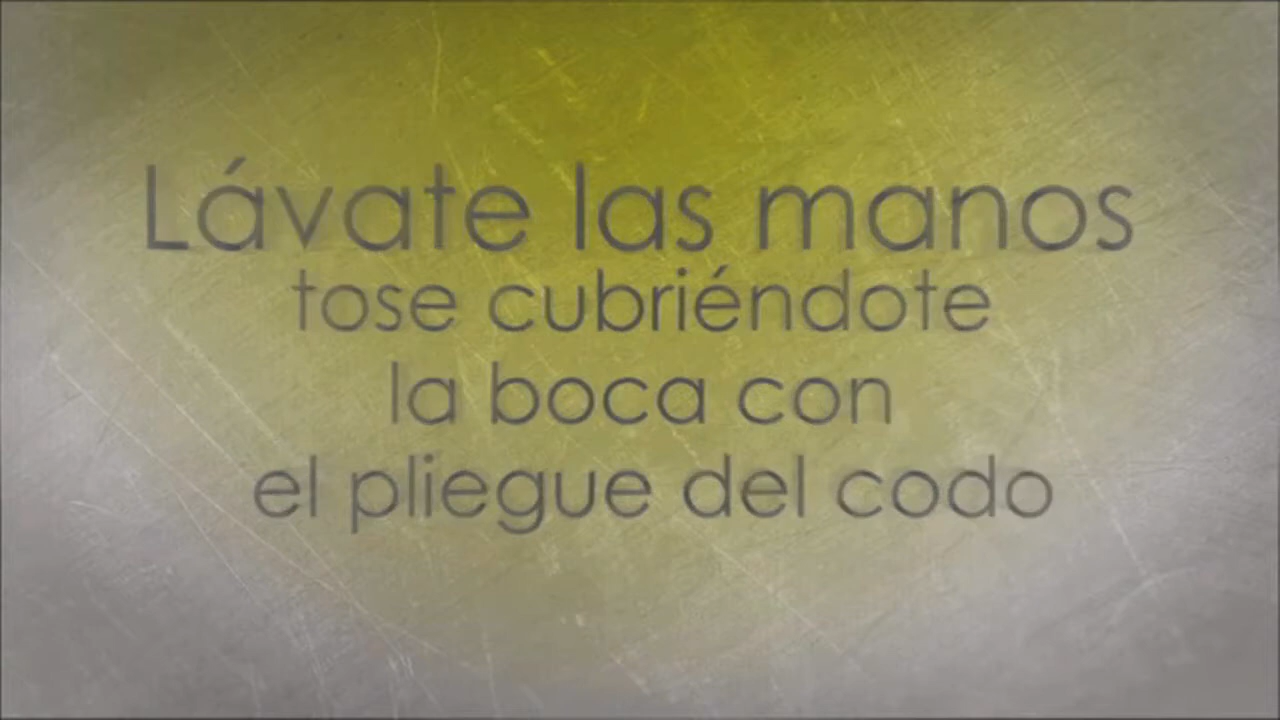 Lávate las manos
tose cubriéndote
la boca con
el pliegue del codo